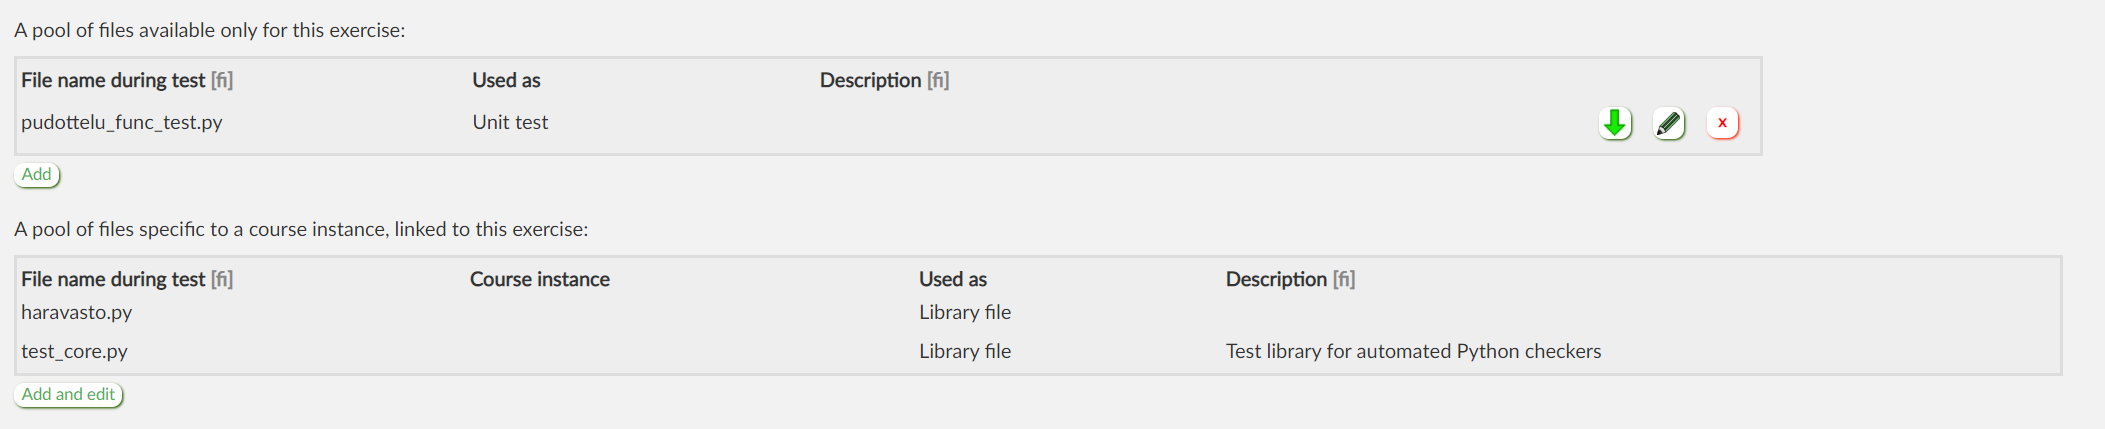 A pool of files available only for this exercise:
File name during test [fi] Used as Description [fi]
pudottelu_func_test.py Unit test x
Add
A pool of files specific to a course instance, linked to this exercise:
File name during test [fi] Course instance Used as Description [fi]
haravasto.py Library file
test_core.py Library file Test library for automated Python checkers
Add and edit